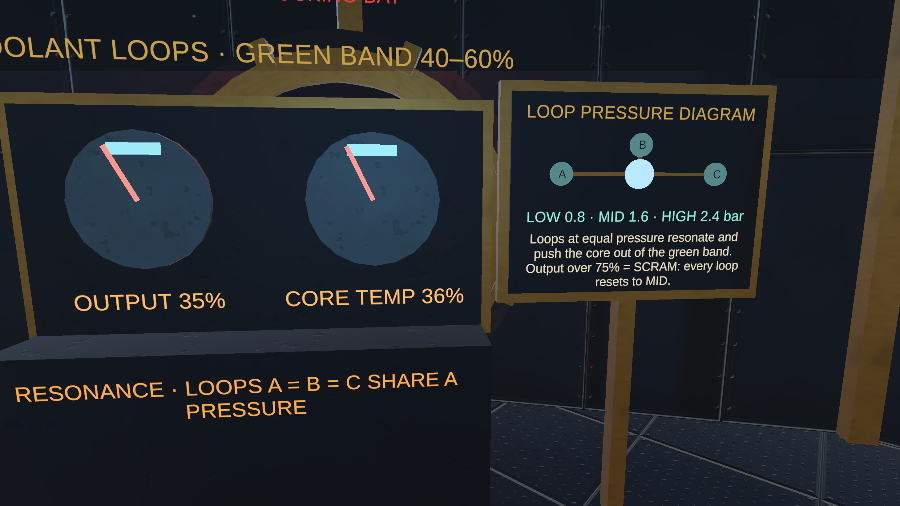 COOLANT LOOPS · GREEN BAND 40–60%
OUTPUT 35%
CORE TEMP 36%
RESONANCE · LOOPS A = B = C SHARE A
PRESSURE
LOOP PRESSURE DIAGRAM
B
A
C
LOW 0.8 · MID 1.6 · HIGH 2.4 bar
Loops at equal pressure resonate and
push the core out of the green band.
Output over 75% = SCRAM: every loop
resets to MID.